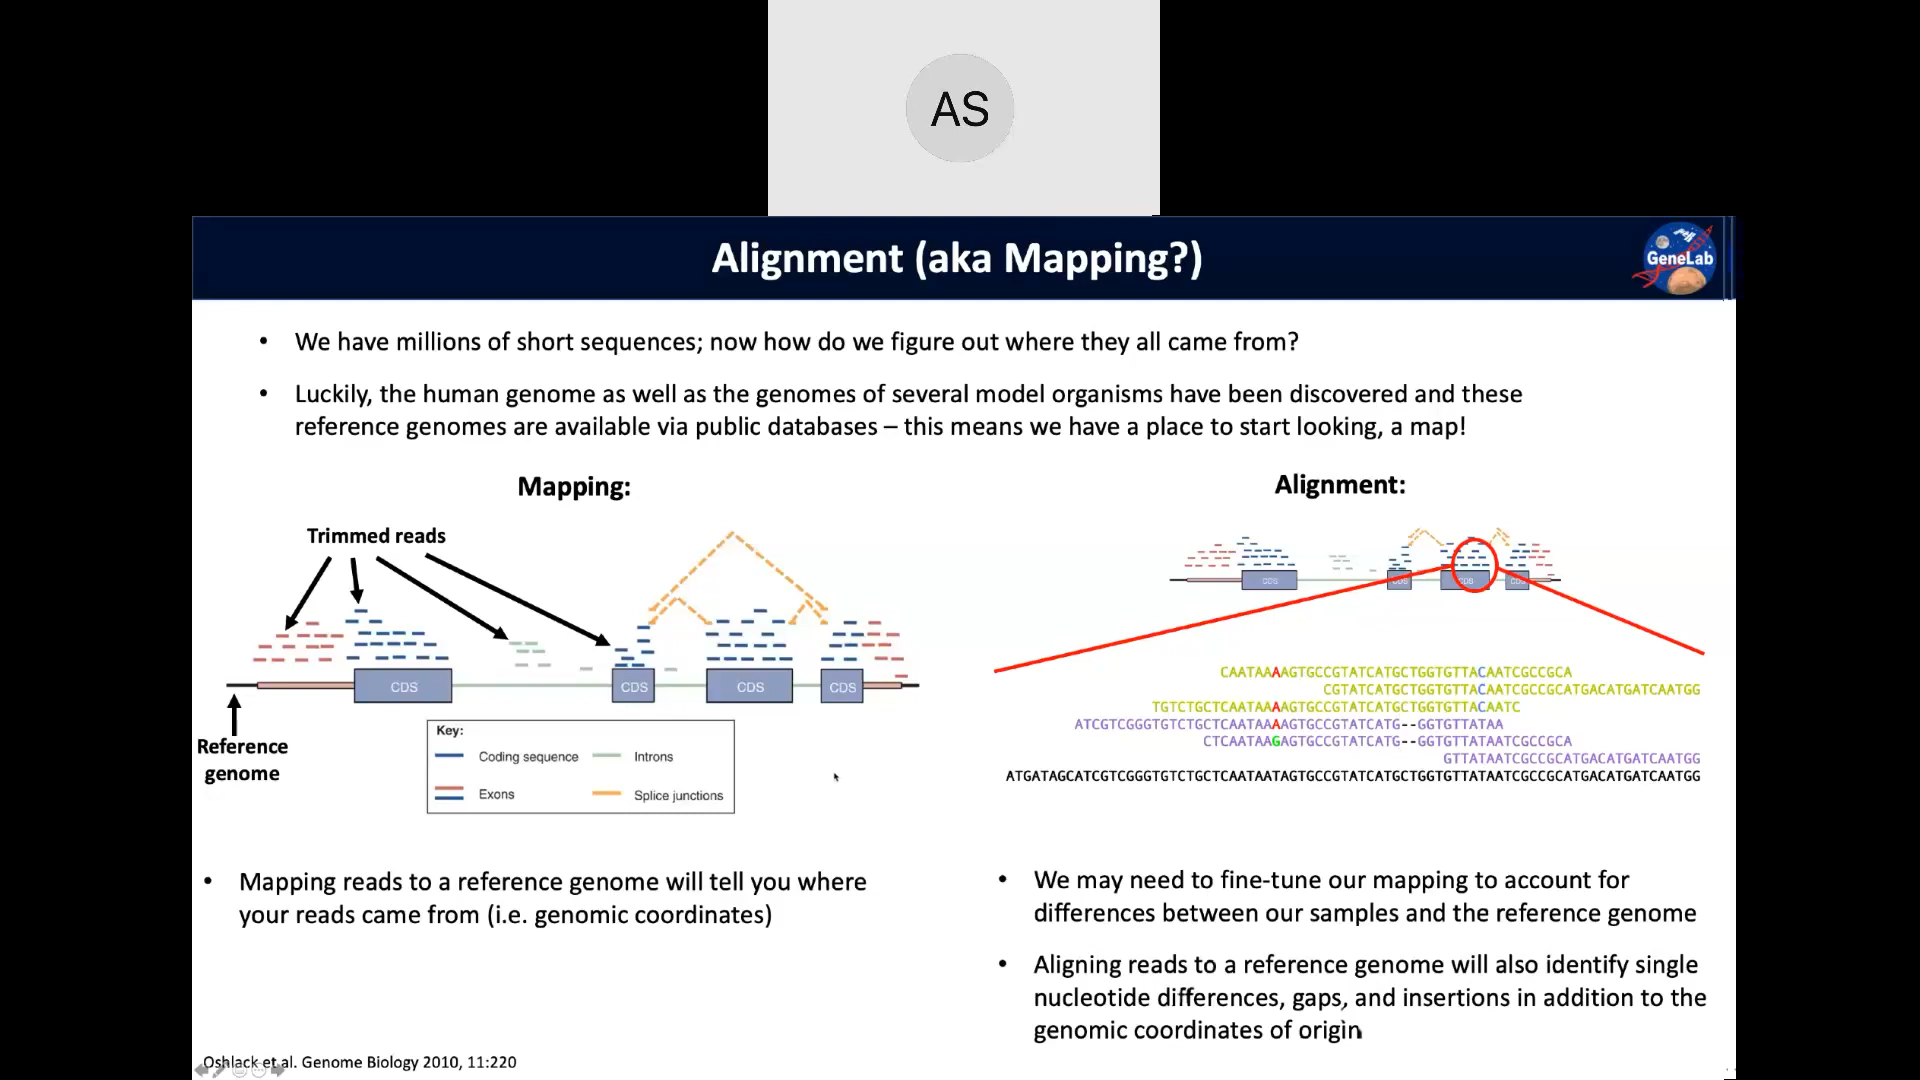 AS
Alignment (aka Mapping?)
GeneLab
• We have millions of short sequences; now how do we figure out where they all came from?
• Luckily, the human genome as well as the genomes of several model organisms have been discovered and these
reference genomes are available via public databases – this means we have a place to start looking, a map!
Mapping:
Trimmed reads
CDS CDS CDS CDS
Reference
genome
Key:
Coding sequence Introns
Exons Splice junctions
• Mapping reads to a reference genome will tell you where
your reads came from (i.e. genomic coordinates)
Alignment:
CDS CDS CDS CDS
CAATAAAAGTGCCGTATCATGCTGGTGTTACAATCGCCGCA
CGTATCATGCTGGTGTTACAATCGCCGCATGACATGATCAATGG
TGTCTGCTCAATAAAAGTGCCGTATCATGCTGGTGTTACAATC
ATCGTCGGGTGTCTGCTCAATAAAAGTGCCGTATCATG--GGTGTTATAA
CTCAATAAGAGTGCCGTATCATG--GGTGTTATAATCGCCGCA
GTTATAATCGCCGCATGACATGATCAATGG
ATGATAGCATCGTCGGGTGTCTGCTCAATAATAGTGCCGTATCATGCTGGTGTTATAATCGCCGCATGACATGATCAATGG
• We may need to fine-tune our mapping to account for
differences between our samples and the reference genome
• Aligning reads to a reference genome will also identify single
nucleotide differences, gaps, and insertions in addition to the
genomic coordinates of origin
Oshlack et al. Genome Biology 2010, 11:220